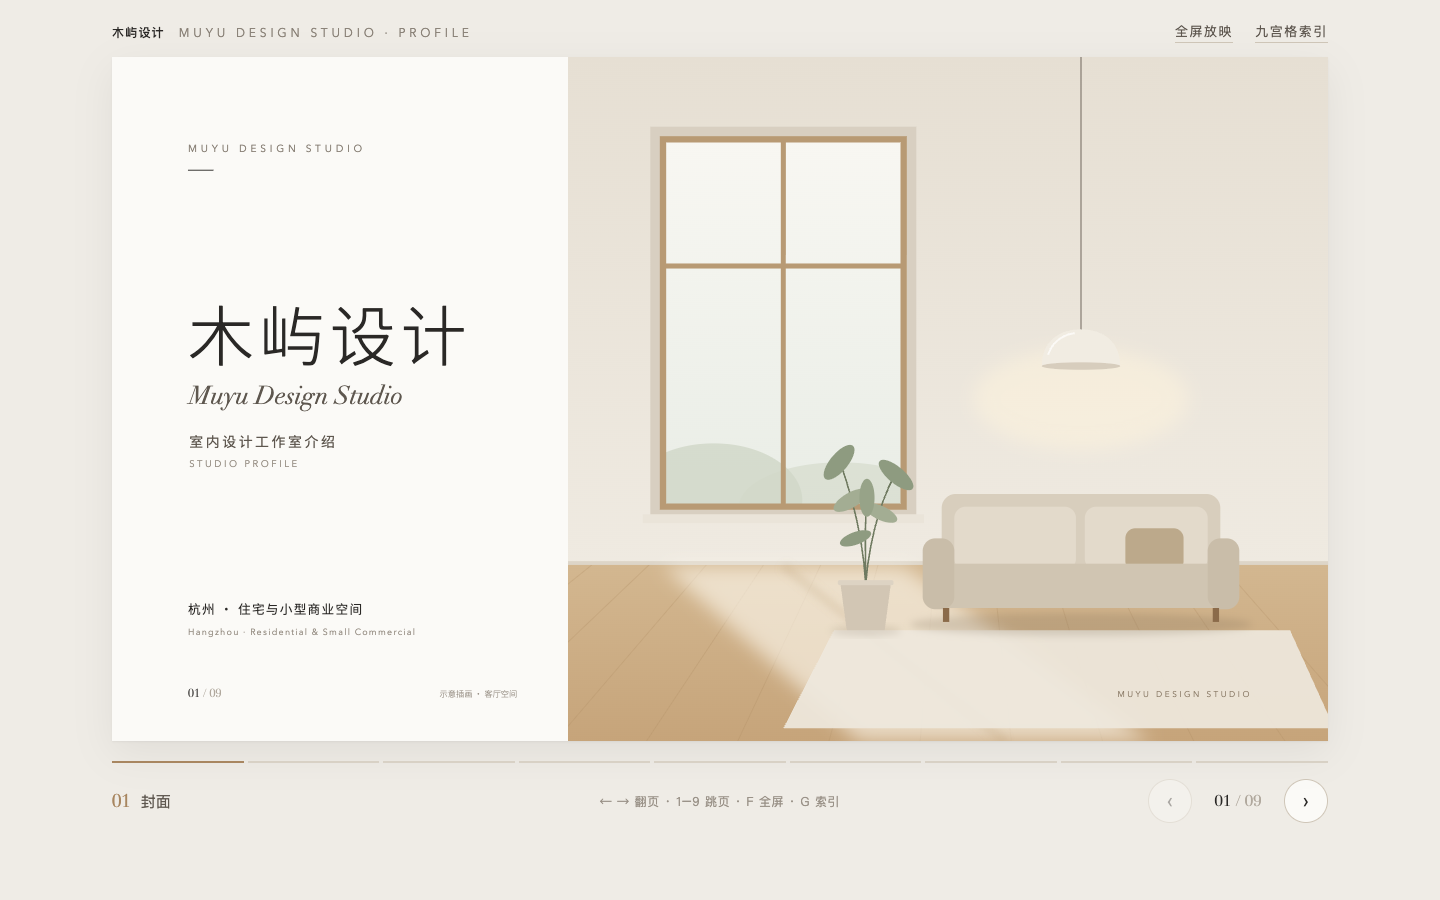 木屿设计 MUYU DESIGN STUDIO · PROFILE
全屏放映 九宫格索引
MUYU DESIGN STUDIO
木屿设计
Muyu Design Studio
室内设计工作室介绍
STUDIO PROFILE
杭州 · 住宅与小型商业空间
Hangzhou · Residential & Small Commercial
01 / 09
示意插画 · 客厅空间
MUYU DESIGN STUDIO
01 封面
← → 翻页 · 1–9 跳页 · F 全屏 · G 索引
‹ 01 / 09 ›